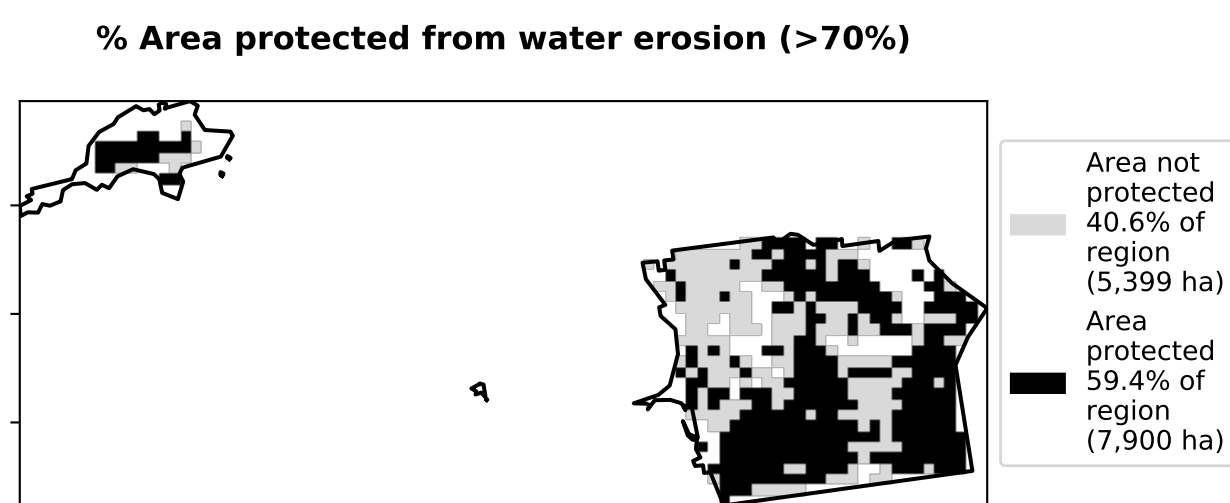 % Area protected from water erosion (>70%)
Area not
protected
40.6% of
region
(5,399 ha)
Area
protected
59.4% of
region
(7,900 ha)